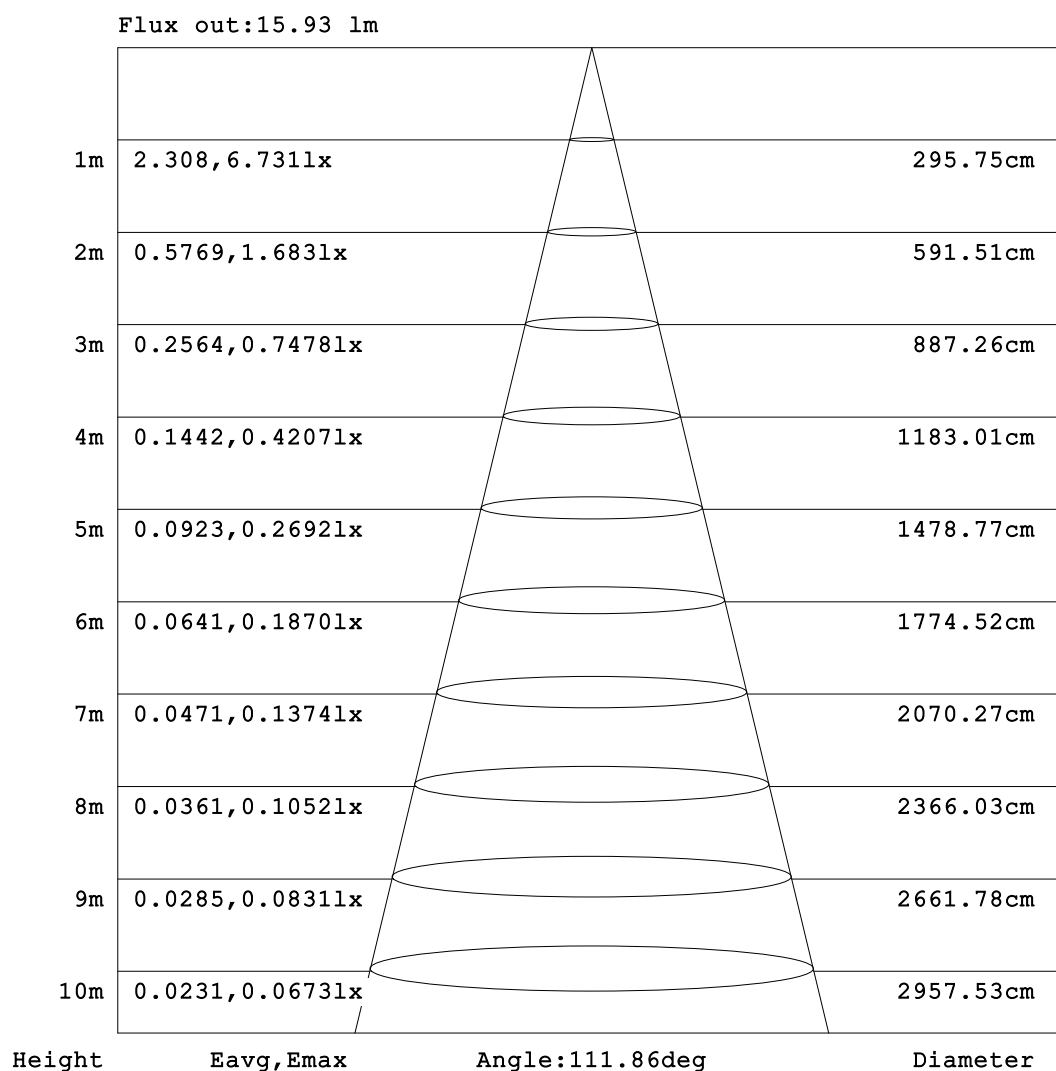 Flux out:15.93 lm
1m 2.308,6.731lx 295.75cm
2m 0.5769,1.683lx 591.51cm
3m 0.2564,0.7478lx 887.26cm
4m 0.1442,0.4207lx 1183.01cm
5m 0.0923,0.2692lx 1478.77cm
6m 0.0641,0.1870lx 1774.52cm
7m 0.0471,0.1374lx 2070.27cm
8m 0.0361,0.1052lx 2366.03cm
9m 0.0285,0.0831lx 2661.78cm
10m 0.0231,0.0673lx 2957.53cm
Height Eavg,Emax Angle:111.86deg Diameter